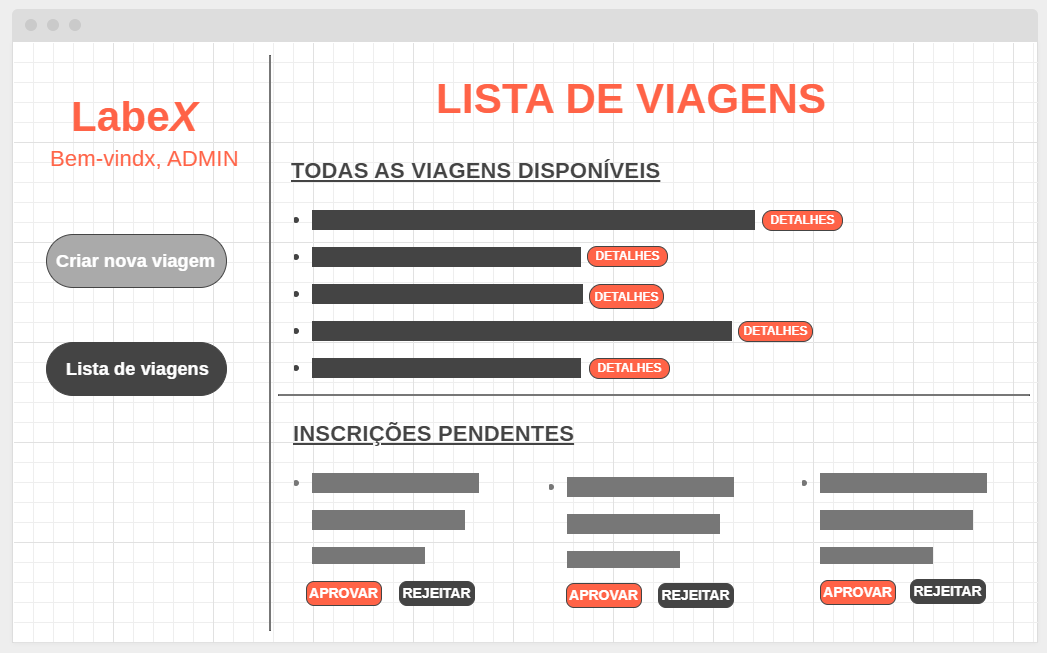 LabeX
Bem-vindx, ADMIN
Criar nova viagem
Lista de viagens
LISTA DE VIAGENS
TODAS AS VIAGENS DISPONÍVEIS
DETALHES
DETALHES
DETALHES
DETALHES
DETALHES
INSCRIÇÕES PENDENTES
APROVAR REJEITAR
APROVAR REJEITAR
APROVAR REJEITAR